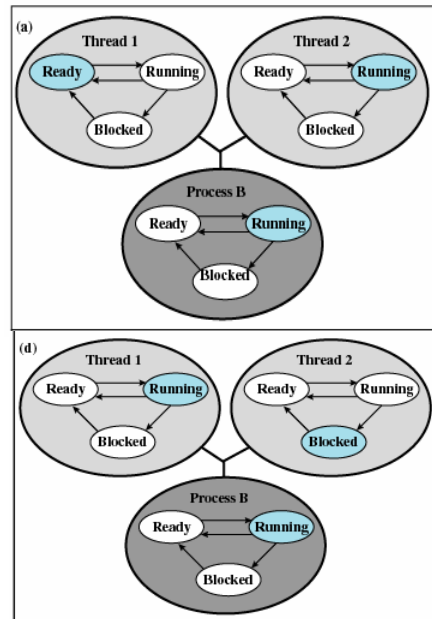 (a)
Thread 1 Thread 2
Ready Running Ready Running
Blocked Blocked
Process B
Ready Running
Blocked
(d)
Thread 1 Thread 2
Ready Running Ready Running
Blocked Blocked
Process B
Ready Running
Blocked